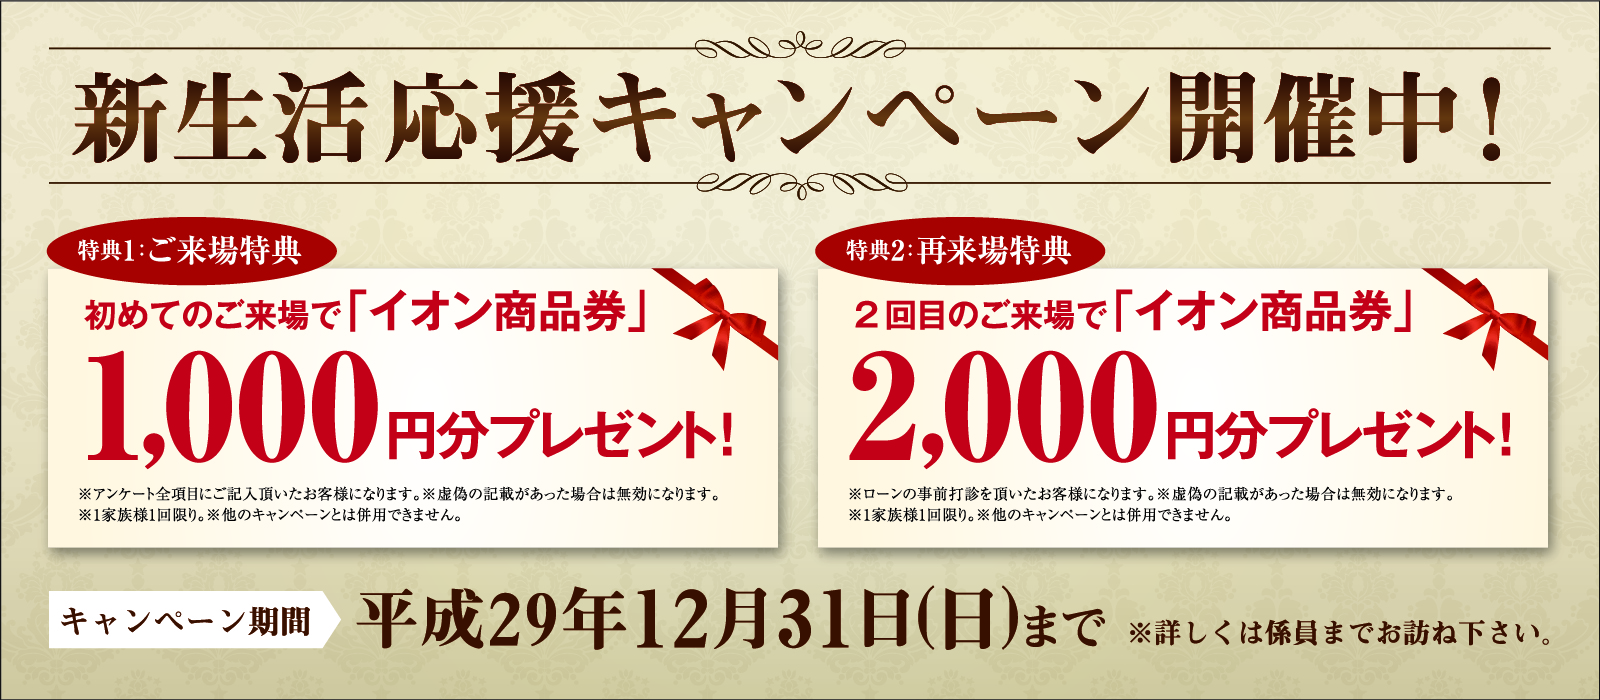 新生活応援キャンペーン開催中！
特典1：ご来場特典
初めてのご来場で「イオン商品券」
1,000円分プレゼント！
※アンケート全項目にご記入頂いたお客様になります。※虚偽の記載があった場合は無効になります。
※1家族様1回限り。※他のキャンペーンとは併用できません。
特典2：再来場特典
２回目のご来場で「イオン商品券」
2,000円分プレゼント！
※ローンの事前打診を頂いたお客様になります。※虚偽の記載があった場合は無効になります。
※1家族様1回限り。※他のキャンペーンとは併用できません。
キャンペーン期間
平成29年12月31日(日)まで ※詳しくは係員までお訪ね下さい。